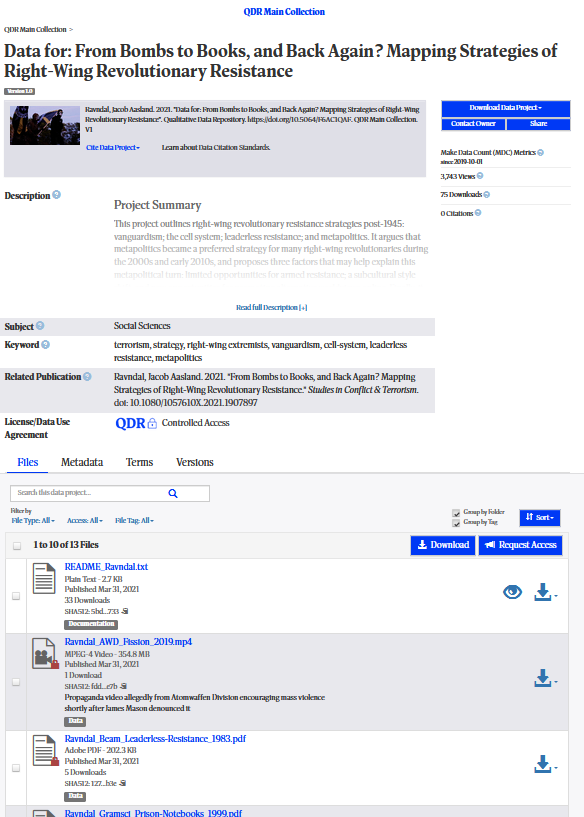 QDR Main Collection
QDR Main Collection >
Data for: From Bombs to Books, and Back Again? Mapping Strategies of
Right-Wing Revolutionary Resistance
Version 1.0
Ravndal, Jacob Aasland. 2021. "Data for: From Bombs to Books, and Back Again? Mapping Strategies of Right-Wing
Revolutionary Resistance". Qualitative Data Repository. https://doi.org/10.5064/F6AC1QAF. QDR Main Collection.
V1
Cite Data Project
Learn about Data Citation Standards.
Download Data Project
Contact Owner
Share
Make Data Count (MDC) Metrics
since 2019-10-01
3,743 Views
75 Downloads
0 Citations
Description
Project Summary
This project outlines right-wing revolutionary resistance strategies post-1945:
vanguardism; the cell system; leaderless resistance; and metapolitics. It argues that
metapolitics became a preferred strategy for many right-wing revolutionaries during
the 2000s and early 2010s, and proposes three factors that may help explain this
metapolitical turn: limited opportunities for armed resistance, a subcultural style
Read full Description [+]
Subject
Social Sciences
Keyword
terrorism, strategy, right-wing extremists, vanguardism, cell-system, leaderless
resistance, metapolitics
Related Publication
Ravndal, Jacob Aasland. 2021. "From Bombs to Books, and Back Again? Mapping
Strategies of Right-Wing Revolutionary Resistance." Studies in Conflict & Terrorism.
doi: 10.1080/1057610X.2021.1907897
License/Data Use
Agreement
QDR Controlled Access
Files Metadata Terms Versions
Search this data project...
Filter by
File Type: All Access: All File Tag: All
Group by Folder
Group by Tag
Sort
1 to 10 of 13 Files
Download
Request Access
README_Ravndal.txt
Plain Text - 2.7 KB
Published Mar 31, 2021
33 Downloads
SHA512: 5bd...733
Documentation
Ravndal_AWD_Fission_2019.mp4
MPEG-4 Video - 354.8 MB
Published Mar 31, 2021
1 Download
SHA512: fdd...e7b
Propaganda video allegedly from Atomwaffen Division encouraging mass violence
shortly after James Mason denounced it
Data
Ravndal_Beam_Leaderless-Resistance_1983.pdf
Adobe PDF - 202.3 KB
Published Mar 31, 2021
5 Downloads
SHA512: 127...b3e
Data
Ravndal_Gramsci_Prison-Notebooks_1999.pdf